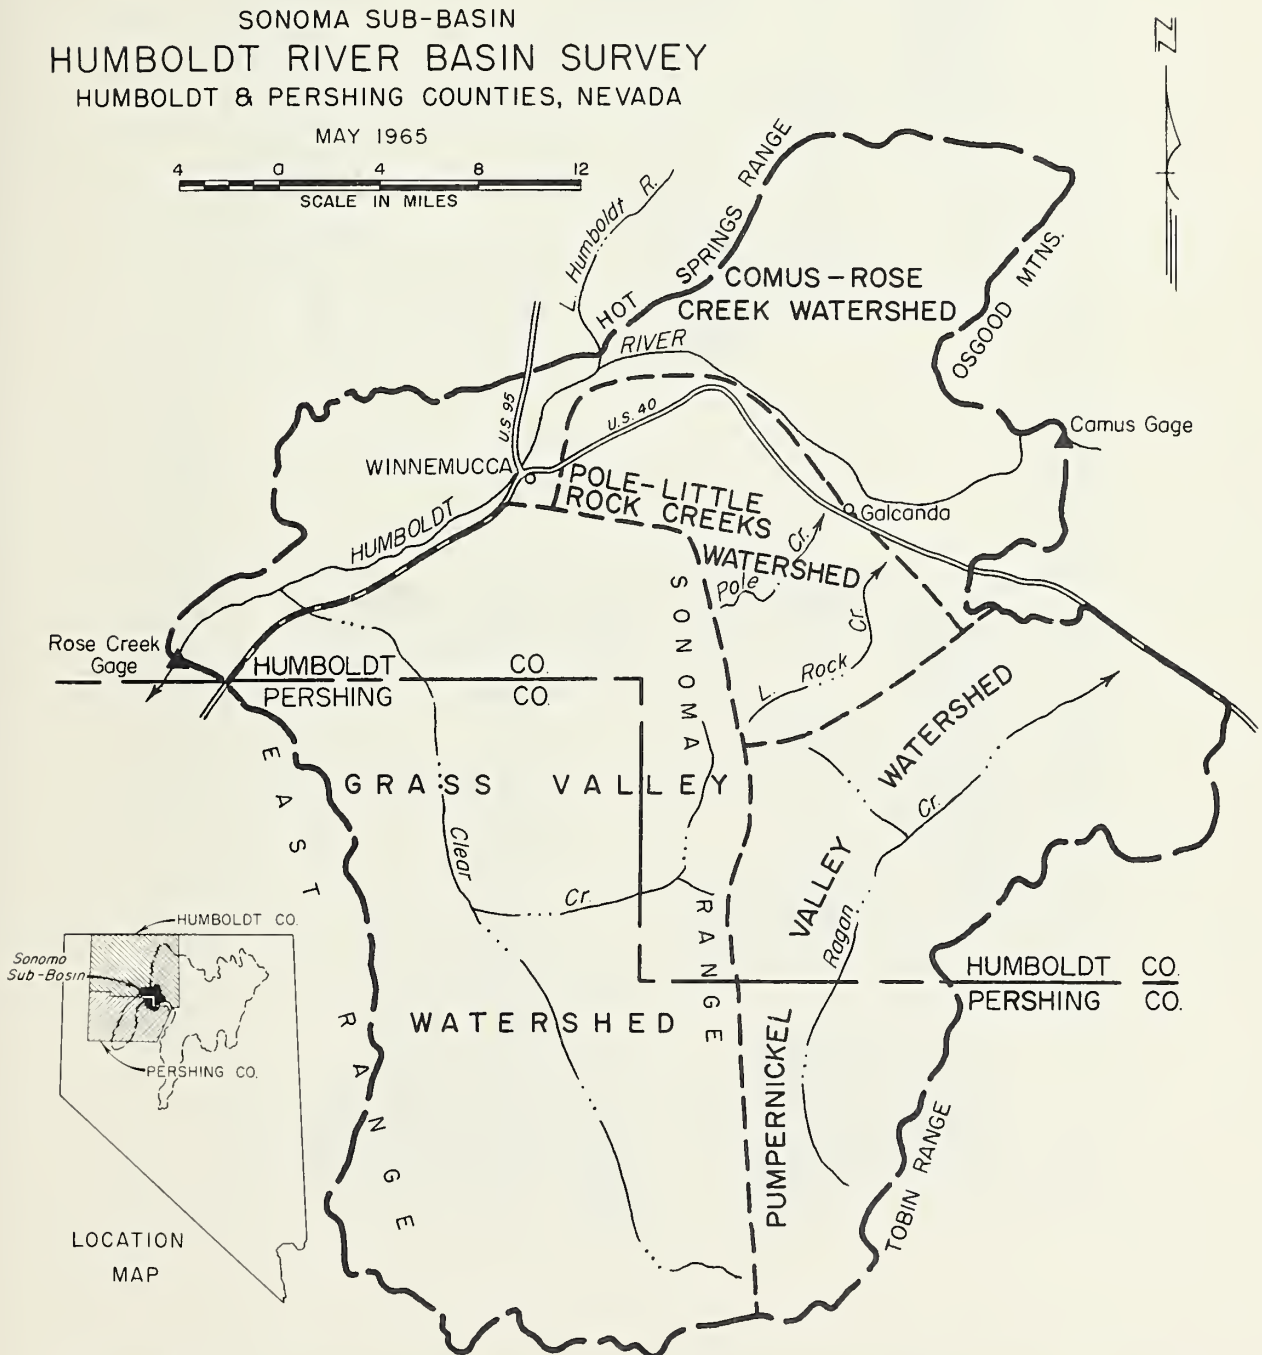 SONOMA SUB-BASIN
HUMBOLDT RIVER BASIN SURVEY
HUMBOLDT & PERSHING COUNTIES, NEVADA
MAY 1965
4 0 4 8 12
SCALE IN MILES
N
L. Humboldt R.
HOT SPRINGS RANGE
COMUS-ROSE
CREEK WATERSHED
OSGOOD MTNS.
RIVER
U.S. 95
U.S. 40
Comus Gage
WINNEMUCCA
POLE-LITTLE
ROCK CREEKS
WATERSHED
Golconda
HUMBOLDT
Pole Cr.
SONOMA RANGE
L. Rock Cr.
Rose Creek
Gage
HUMBOLDT CO.
PERSHING CO.
EAST RANGE
GRASS VALLEY
WATERSHED
Clear Cr.
PUMPERNICKEL VALLEY WATERSHED
Ragan Cr.
HUMBOLDT CO.
PERSHING CO.
TOBIN RANGE
HUMBOLDT CO.
Sonoma
Sub-Basin
PERSHING CO.
LOCATION
MAP